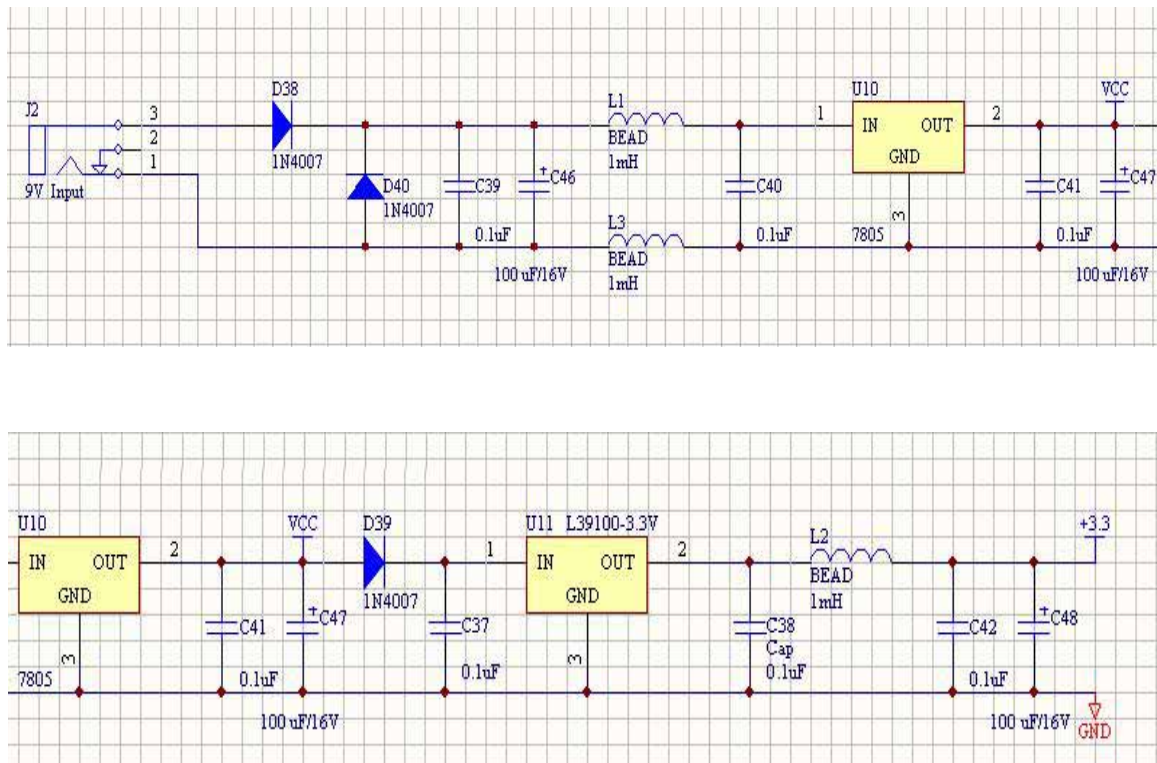 J2
3
2
1
9V Input
D38
1N4007
D40
1N4007
C39
0.1uF
+
C46
100 uF/16V
L1
BEAD
1mH
L3
BEAD
1mH
C40
0.1uF
U10
1
IN OUT
GND
2
3
7805
C41
0.1uF
VCC
+
C47
100 uF/16V
U10
IN OUT
GND
2
3
7805
C41
0.1uF
VCC
+
C47
100 uF/16V
D39
1N4007
C37
0.1uF
U11 L39100-3.3V
1
IN OUT
GND
2
3
C38
Cap
0.1uF
L2
BEAD
1mH
C42
0.1uF
+
C48
100 uF/16V
+3.3
GND